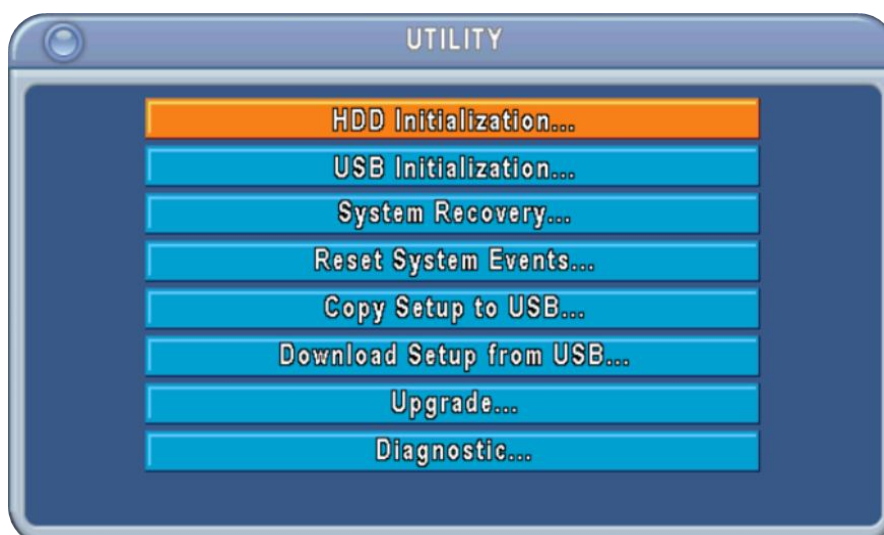 UTILITY
HDD Initialization...
USB Initialization...
System Recovery...
Reset System Events...
Copy Setup to USB...
Download Setup from USB...
Upgrade...
Diagnostic...